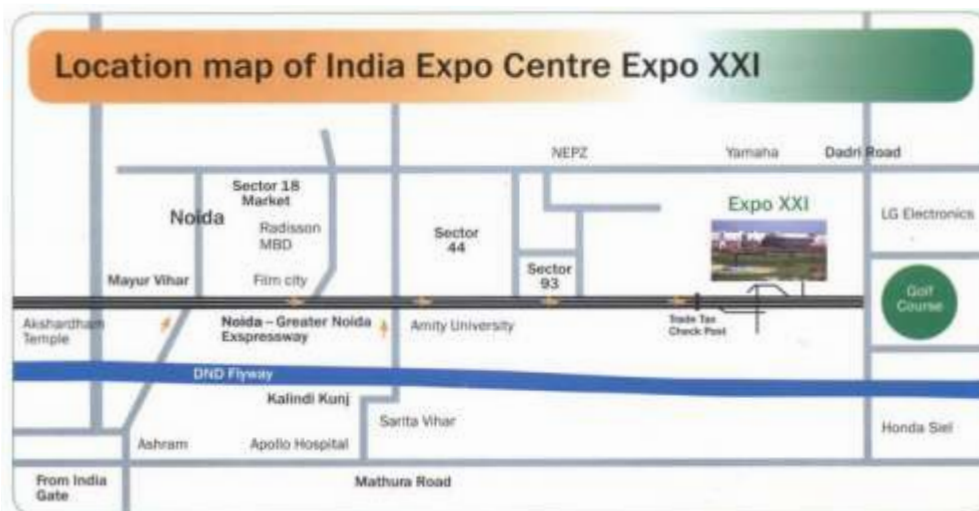 Location map of India Expo Centre Expo XXI
NEPZ
Yamaha
Dadri Road
Sector 18
Market
Noida
Radisson
MBD
Sector
44
Expo XXI
LG Electronics
Mayur Vihar
Film city
Sector
93
Golf
Course
Akshardham
Temple
Noida – Greater Noida
Exspressway
Amity University
Trade Tax
Check Post
DND Flyway
Kalindi Kunj
Sarita Vihar
Honda Siel
Ashram
Apollo Hospital
From India
Gate
Mathura Road